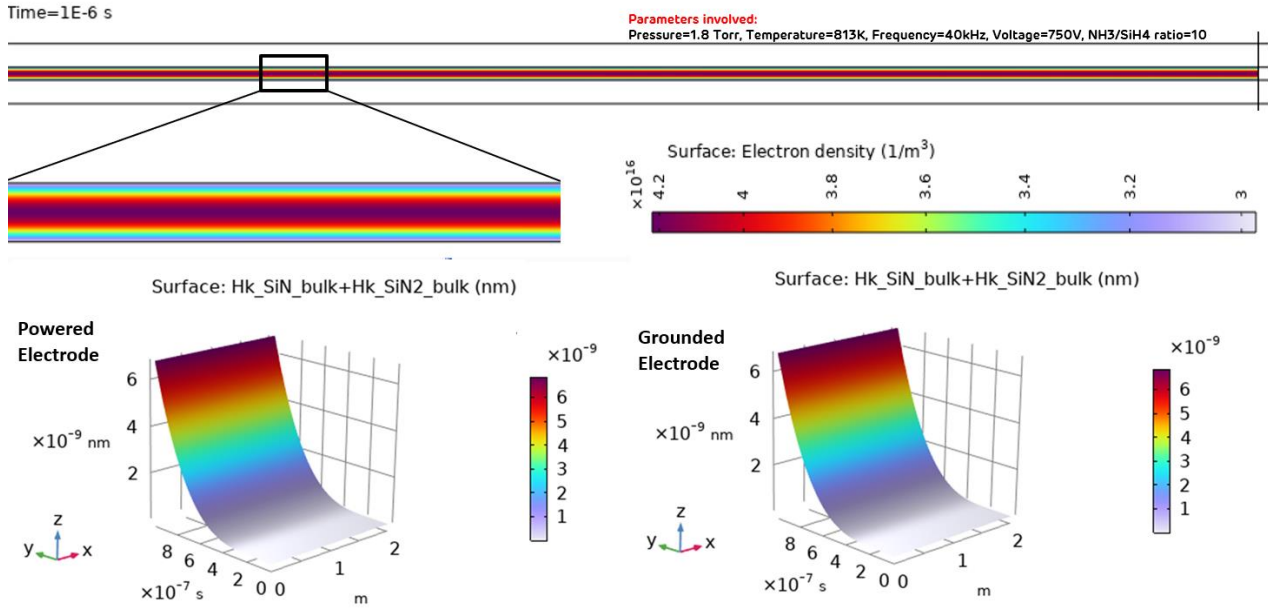 Time=1E-6 s
Parameters involved:
Pressure=1.8 Torr, Temperature=813K, Frequency=40kHz, Voltage=750V, NH3/SiH4 ratio=10
Surface: Electron density (1/m³)
×10¹⁶
4.2
4
3.8
3.6
3.4
3.2
3
Surface: Hk_SiN_bulk+Hk_SiN2_bulk (nm)
Powered
Electrode
×10⁻⁹
6
4
2
×10⁻⁹ nm
6
5
4
3
2
1
z
y
x
8
6
4
2
0
0
1
2
×10⁻⁷ s
m
Surface: Hk_SiN_bulk+Hk_SiN2_bulk (nm)
Grounded
Electrode
×10⁻⁹
6
4
2
×10⁻⁹ nm
6
5
4
3
2
1
z
y
x
8
6
4
2
0
0
1
2
×10⁻⁷ s
m